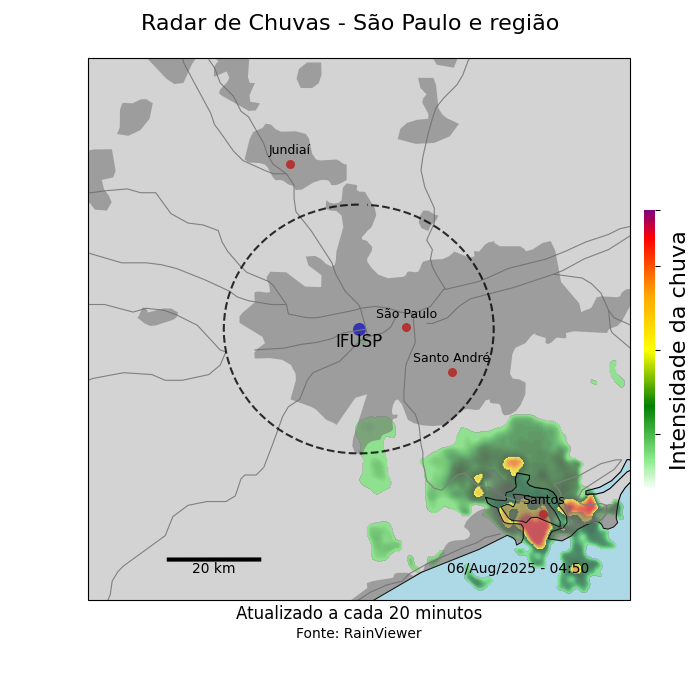 Radar de Chuvas - São Paulo e região
Jundiaí
São Paulo
IFUSP
Santo André
Santos
Intensidade da chuva
20 km
06/Aug/2025 - 04:50
Atualizado a cada 20 minutos
Fonte: RainViewer